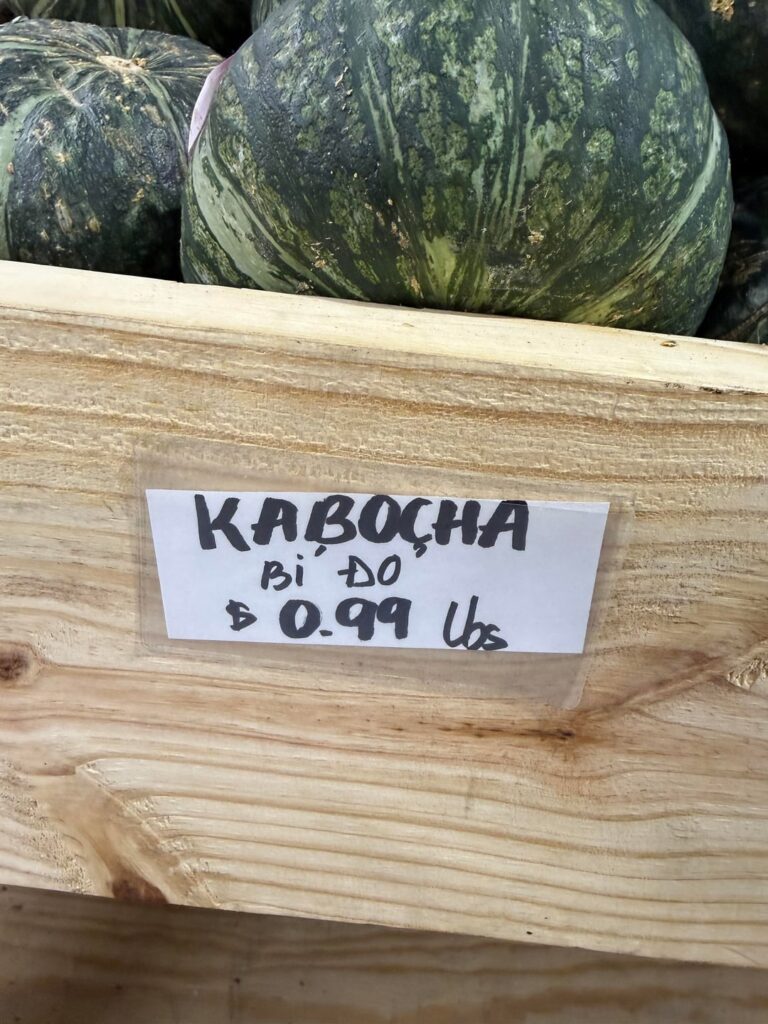 KABOÇHA
BÍ ĐO
$ 0.99 Lbs